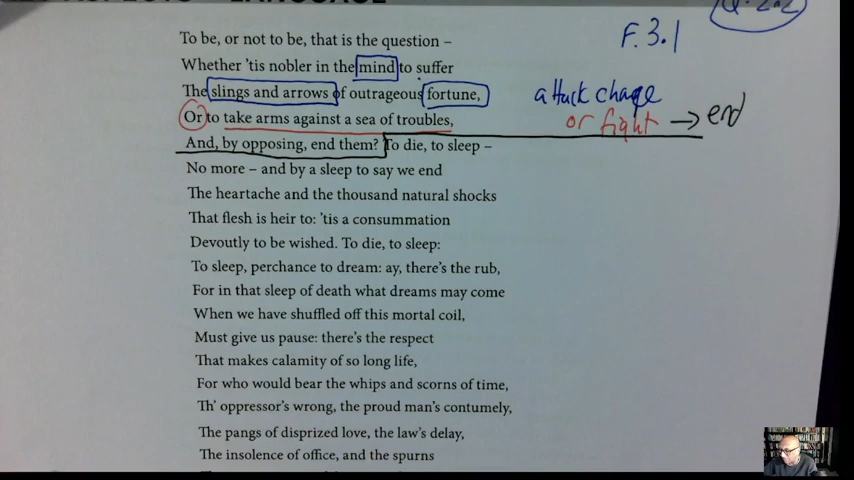 LANGUAGE
Q. 2a2
F. 3.1
To be, or not to be, that is the question –
Whether 'tis nobler in the mind to suffer
The slings and arrows of outrageous fortune,
attack change
Or to take arms against a sea of troubles,
or fight → end
And, by opposing, end them? To die, to sleep –
No more – and by a sleep to say we end
The heartache and the thousand natural shocks
That flesh is heir to: 'tis a consummation
Devoutly to be wished. To die, to sleep:
To sleep, perchance to dream: ay, there's the rub,
For in that sleep of death what dreams may come
When we have shuffled off this mortal coil,
Must give us pause: there's the respect
That makes calamity of so long life,
For who would bear the whips and scorns of time,
Th' oppressor's wrong, the proud man's contumely,
The pangs of disprized love, the law's delay,
The insolence of office, and the spurns